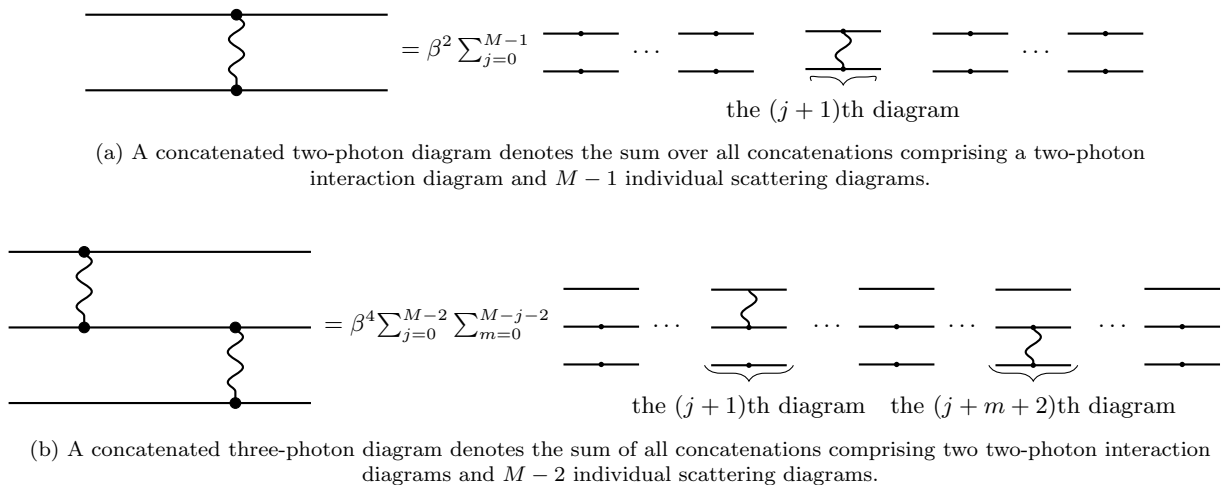 = β² ∑_{j=0}^{M−1} ... ...
the (j + 1)th diagram
(a) A concatenated two-photon diagram denotes the sum over all concatenations comprising a two-photon
interaction diagram and M − 1 individual scattering diagrams.
= β⁴ ∑_{j=0}^{M−2} ∑_{m=0}^{M−j−2} ... ... ... ...
the (j + 1)th diagram the (j + m + 2)th diagram
(b) A concatenated three-photon diagram denotes the sum of all concatenations comprising two two-photon interaction
diagrams and M − 2 individual scattering diagrams.